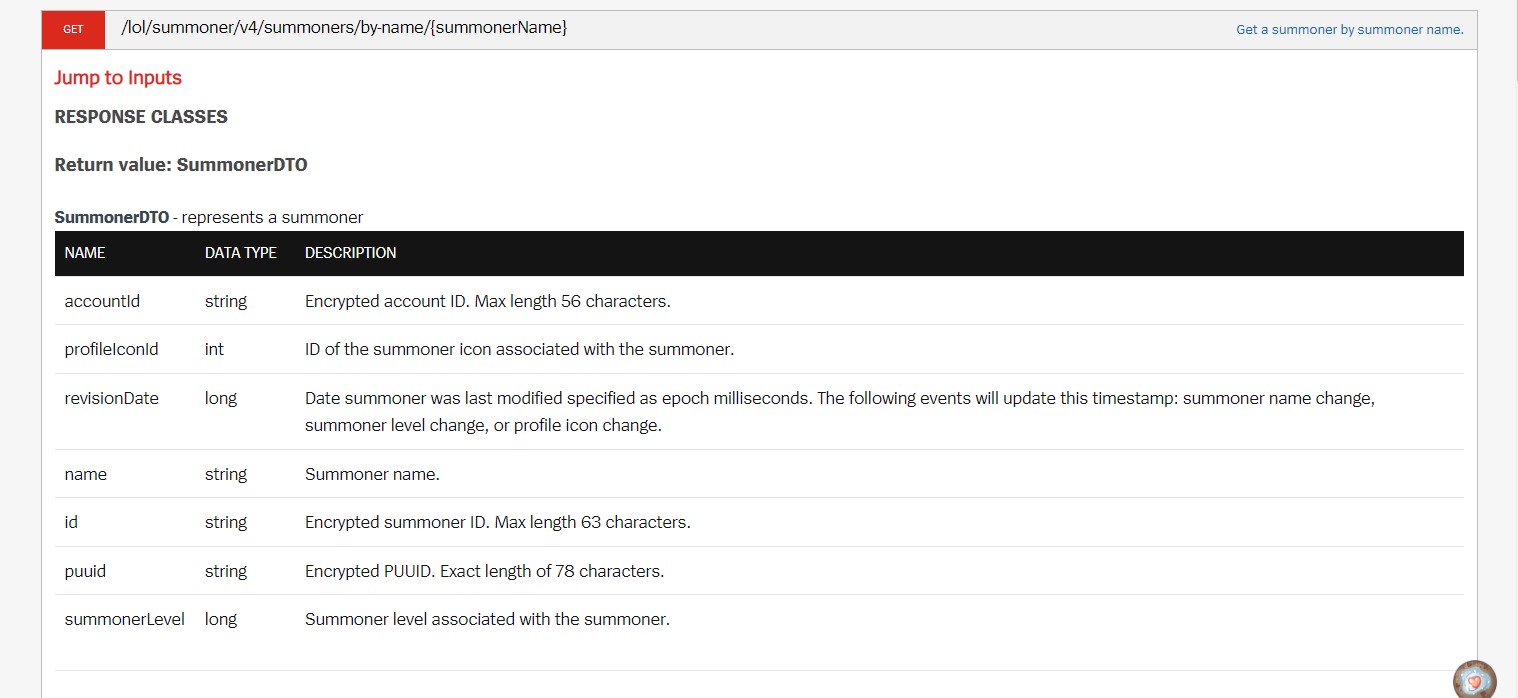 GET /lol/summoner/v4/summoners/by-name/{summonerName} Get a summoner by summoner name.
Jump to Inputs
RESPONSE CLASSES
Return value: SummonerDTO
SummonerDTO - represents a summoner
NAME DATA TYPE DESCRIPTION
accountId string Encrypted account ID. Max length 56 characters.
profileIconId int ID of the summoner icon associated with the summoner.
revisionDate long Date summoner was last modified specified as epoch milliseconds. The following events will update this timestamp: summoner name change,
summoner level change, or profile icon change.
name string Summoner name.
id string Encrypted summoner ID. Max length 63 characters.
puuid string Encrypted PUUID. Exact length of 78 characters.
summonerLevel long Summoner level associated with the summoner.